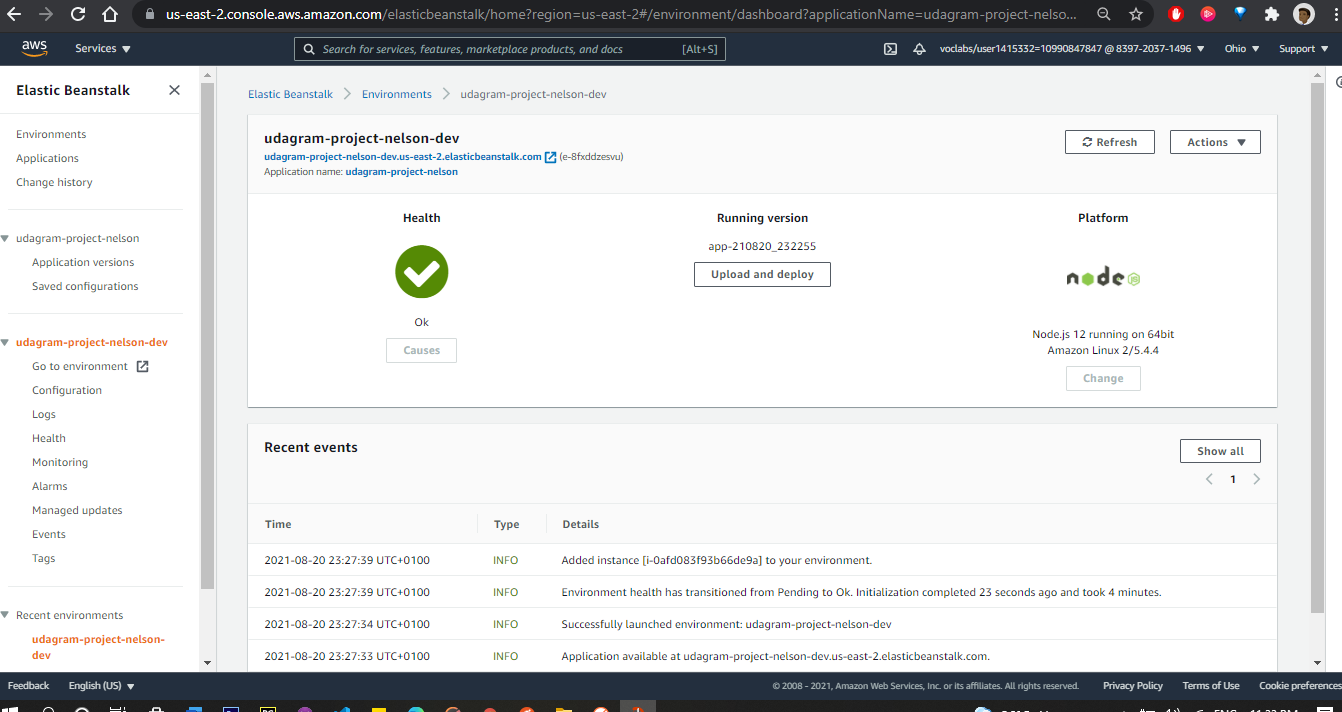 us-east-2.console.aws.amazon.com/elasticbeanstalk/home?region=us-east-2#/environment/dashboard?applicationName=udagram-project-nelso...
aws
Services
Search for services, features, marketplace products, and docs [Alt+S]
voclabs/user1415332=10990847847 @ 8397-2037-1496
Ohio
Support
Elastic Beanstalk
Environments
Applications
Change history
udagram-project-nelson
Application versions
Saved configurations
udagram-project-nelson-dev
Go to environment
Configuration
Logs
Health
Monitoring
Alarms
Managed updates
Events
Tags
Recent environments
udagram-project-nelson-
dev
Elastic Beanstalk > Environments > udagram-project-nelson-dev
udagram-project-nelson-dev
udagram-project-nelson-dev.us-east-2.elasticbeanstalk.com (e-8fxddzesvu)
Application name: udagram-project-nelson
Refresh
Actions
Health
Ok
Causes
Running version
app-210820_232255
Upload and deploy
Platform
node JS
Node.js 12 running on 64bit
Amazon Linux 2/5.4.4
Change
Recent events
Show all
1
Time Type Details
2021-08-20 23:27:39 UTC+0100 INFO Added instance [i-0afd083f93b66de9a] to your environment.
2021-08-20 23:27:39 UTC+0100 INFO Environment health has transitioned from Pending to Ok. Initialization completed 23 seconds ago and took 4 minutes.
2021-08-20 23:27:34 UTC+0100 INFO Successfully launched environment: udagram-project-nelson-dev
2021-08-20 23:27:33 UTC+0100 INFO Application available at udagram-project-nelson-dev.us-east-2.elasticbeanstalk.com.
Feedback
English (US)
© 2008 - 2021, Amazon Web Services, Inc. or its affiliates. All rights reserved.
Privacy Policy
Terms of Use
Cookie preferences